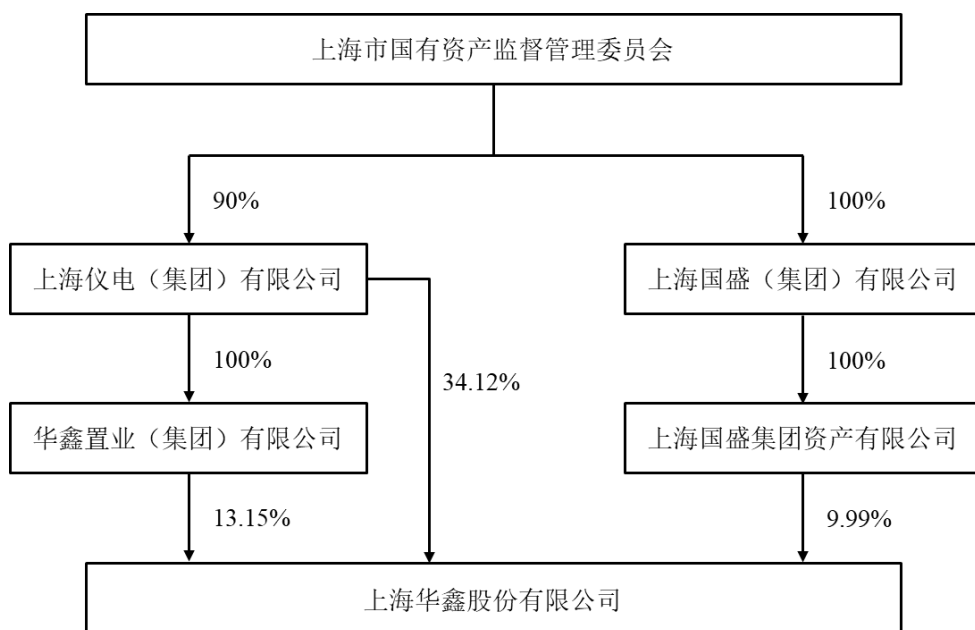 上海市国有资产监督管理委员会
90%
100%
上海仪电（集团）有限公司
上海国盛（集团）有限公司
100%
34.12%
100%
华鑫置业（集团）有限公司
上海国盛集团资产有限公司
13.15%
9.99%
上海华鑫股份有限公司